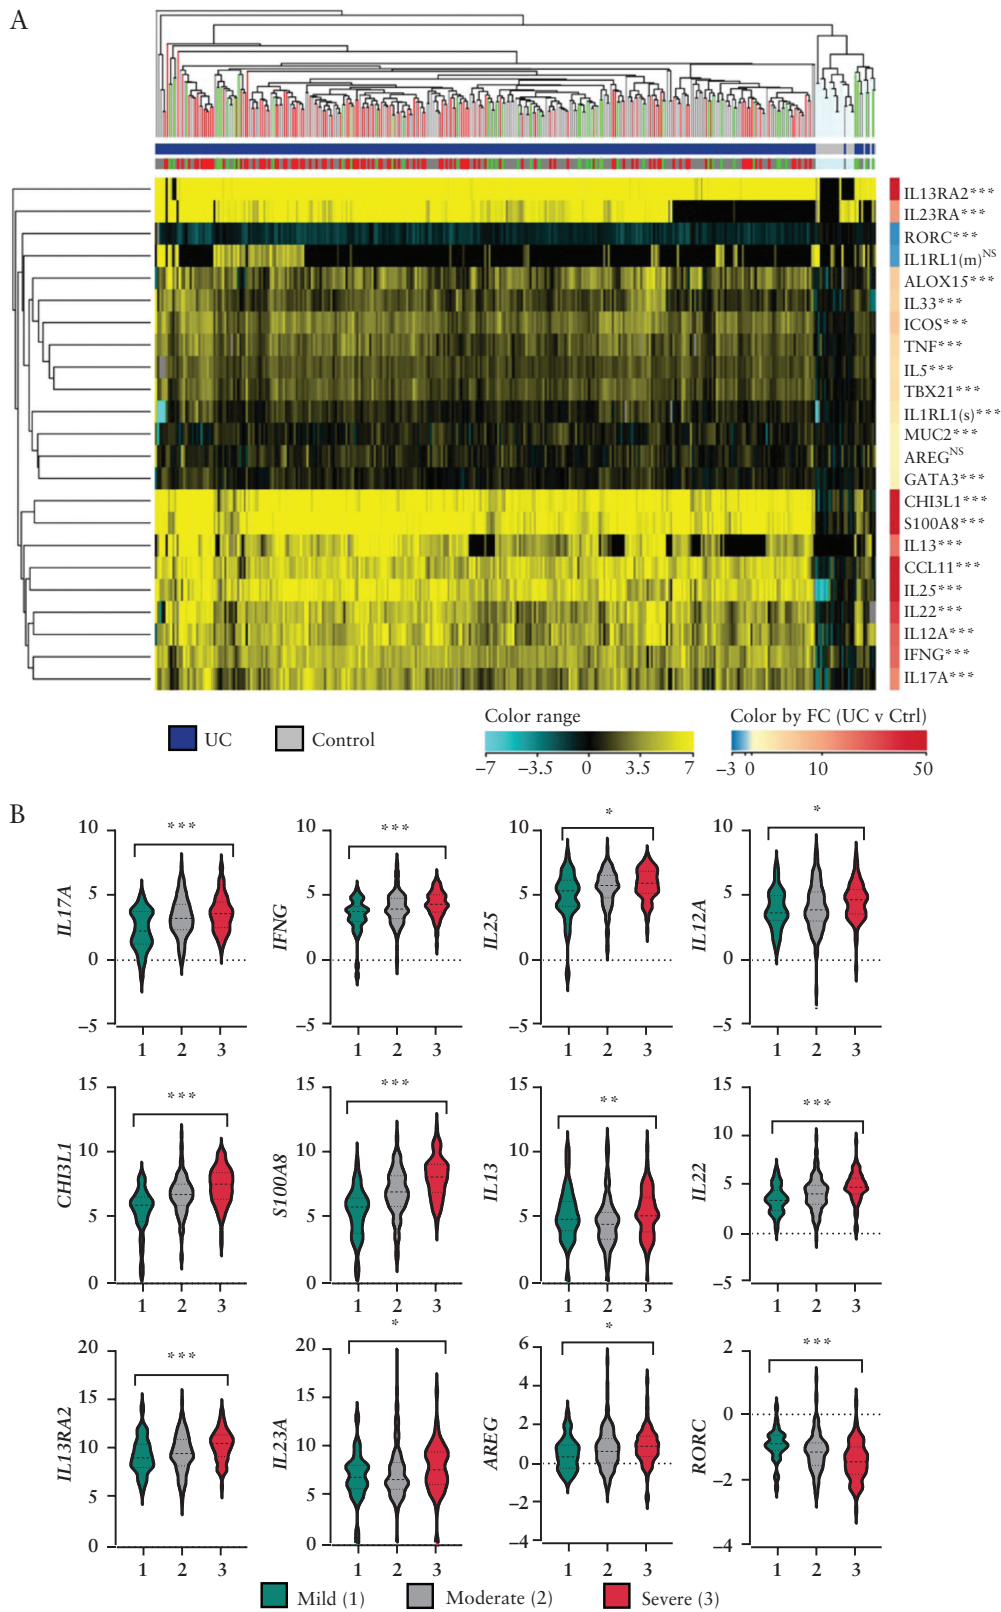 A
IL13RA2***
IL23RA***
RORC***
IL1RL1(m)NS
ALOX15***
IL33***
ICOS***
TNF***
IL5***
TBX21***
IL1RL1(s)***
MUC2***
AREGNS
GATA3***
CHI3L1***
S100A8***
IL13***
CCL11***
IL25***
IL22***
IL12A***
IFNG***
IL17A***
UC Control
Color range
−7 −3.5 0 3.5 7
Color by FC (UC v Ctrl)
−3 0 10 50
B
IL17A
10
5
0
−5
***
1 2 3
IFNG
10
5
0
−5
***
1 2 3
IL25
10
5
0
−5
*
1 2 3
IL12A
10
5
0
−5
*
1 2 3
CHI3L1
15
10
5
0
***
1 2 3
S100A8
15
10
5
0
***
1 2 3
IL13
15
10
5
0
**
1 2 3
IL22
15
10
5
0
−5
***
1 2 3
IL13RA2
20
15
10
5
0
***
1 2 3
IL23A
20
15
10
5
0
*
1 2 3
AREG
6
4
2
0
−2
−4
*
1 2 3
RORC
2
0
−2
−4
***
1 2 3
Mild (1) Moderate (2) Severe (3)